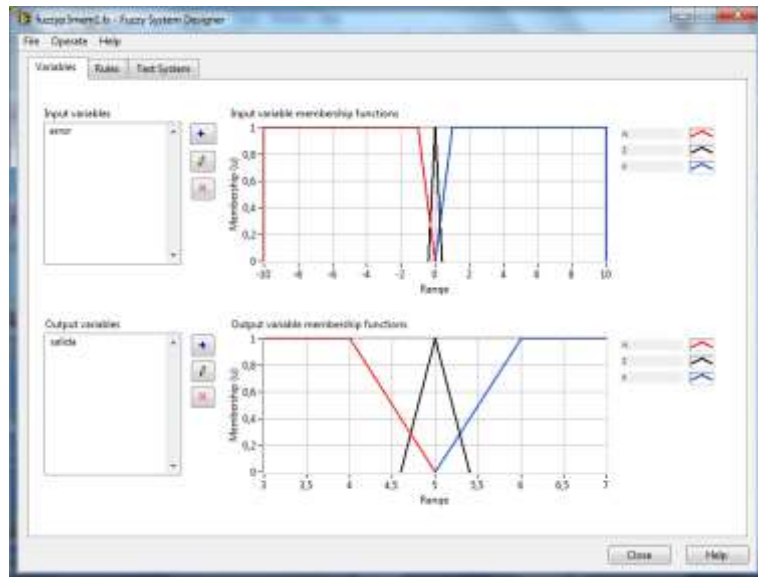 Fuzzy System Designer
File Operate Help
Variables Rules Test System
Input variables
error
Input variable membership functions
Membership (u)
1
0,8
0,6
0,4
0,2
0
-10 -8 -6 -4 -2 0 2 4 6 8 10
Range
N
Z
Output variables
salida
Output variable membership functions
Membership (u)
1
0,8
0,6
0,4
0,2
0
3 3,5 4 4,5 5 5,5 6 6,5 7
Range
N
Z
Close Help